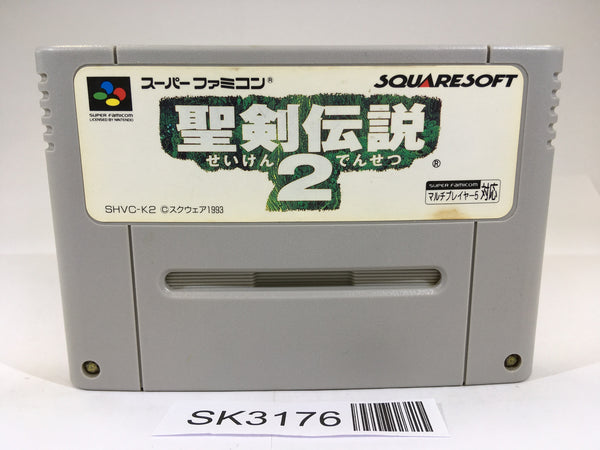 スーパーファミコン®
SQUARESOFT
SUPER FAMICOM
LICENSED BY NINTENDO
聖剣伝説
せいけん でんせつ
2
®
SHVC-K2 ©スクウェア1993
SUPER FAMICOM
マルチプレイヤー5 対応
SK3176